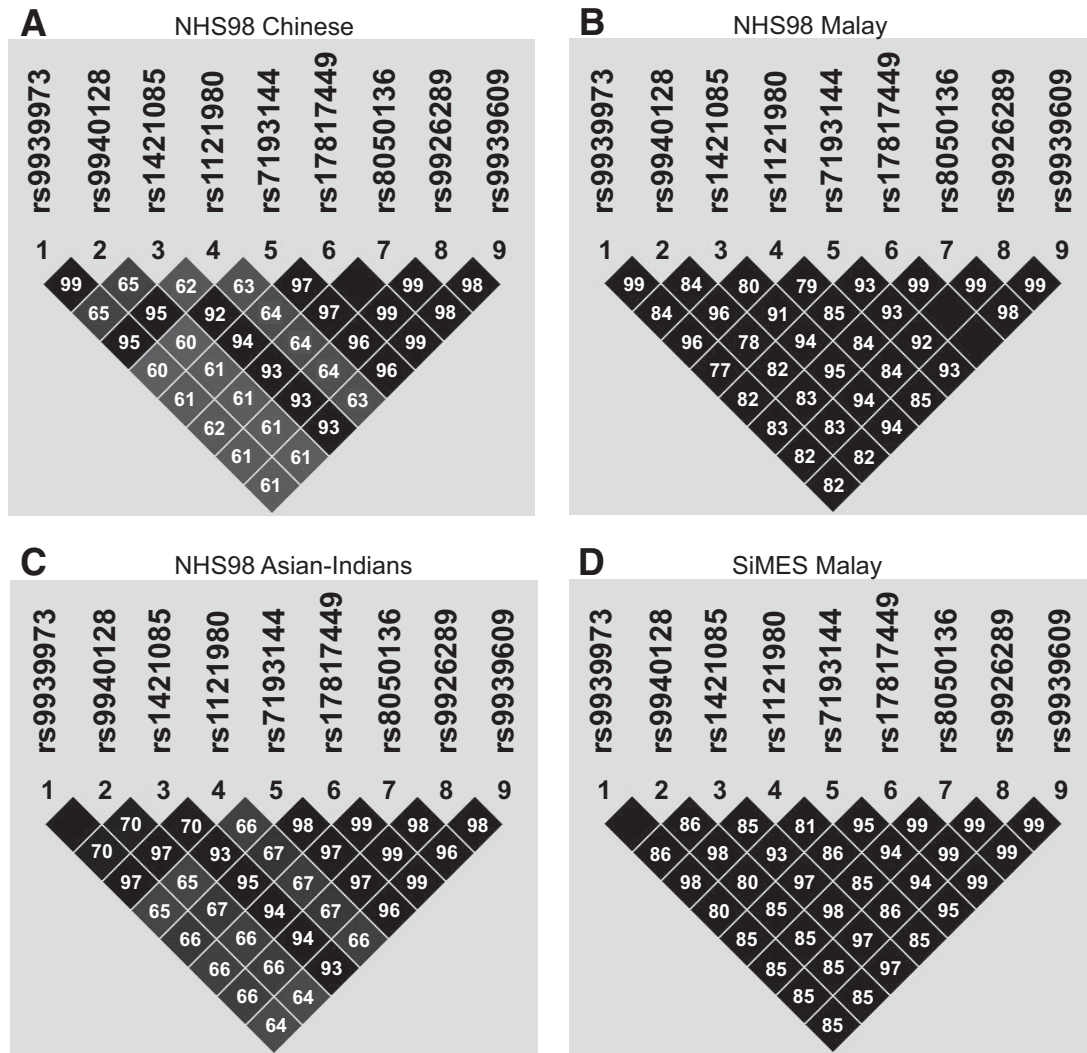 A NHS98 Chinese
rs9939973 rs9940128 rs1421085 rs1121980 rs7193144 rs17817449 rs8050136 rs9926289 rs9939609
1 2 3 4 5 6 7 8 9
99 65 62 63 97 99 98
65 95 92 64 97 99 98
95 60 94 64 96 99
60 61 93 64 96
61 61 93 63
62 61 93
61 61
61
B NHS98 Malay
rs9939973 rs9940128 rs1421085 rs1121980 rs7193144 rs17817449 rs8050136 rs9926289 rs9939609
1 2 3 4 5 6 7 8 9
99 84 80 79 93 99 99 99
84 96 91 85 93 98
96 78 94 84 92
77 82 95 84 93
82 83 94 85
83 83 94
82 82
82
C NHS98 Asian-Indians
rs9939973 rs9940128 rs1421085 rs1121980 rs7193144 rs17817449 rs8050136 rs9926289 rs9939609
1 2 3 4 5 6 7 8 9
70 70 66 98 99 98 98
70 97 93 67 97 99 96
97 65 95 67 97 99
65 67 94 67 96
66 66 94 66
66 66 93
66 64
64
D SiMES Malay
rs9939973 rs9940128 rs1421085 rs1121980 rs7193144 rs17817449 rs8050136 rs9926289 rs9939609
1 2 3 4 5 6 7 8 9
86 85 81 95 99 99 99
86 98 93 86 94 99 99
98 80 97 85 94 99
80 85 98 86 95
85 85 97 85
85 85 97
85 85
85